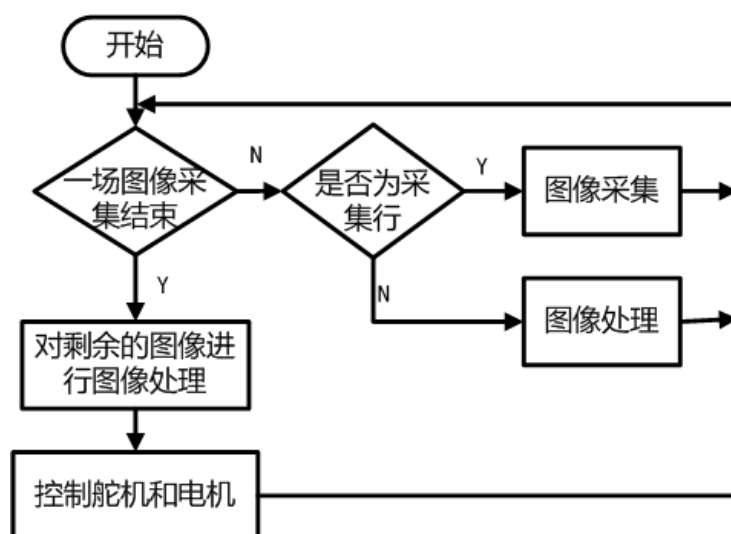 开始
一场图像采
集结束
N
是否为采
集行
Y
图像采集
Y
N
图像处理
对剩余的图像进
行图像处理
控制舵机和电机